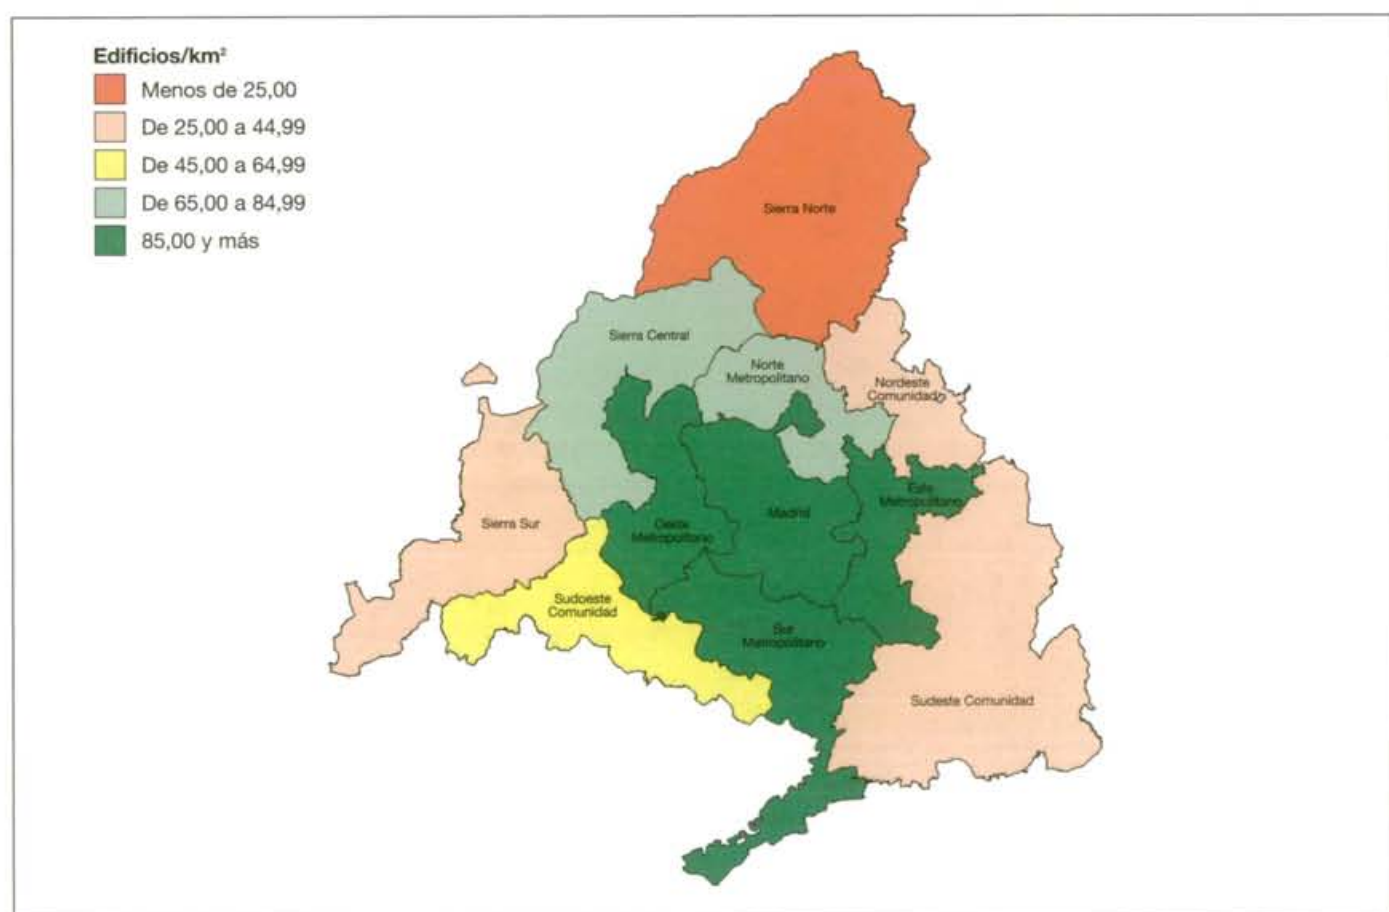 Edificios/km²
Menos de 25,00
De 25,00 a 44,99
De 45,00 a 64,99
De 65,00 a 84,99
85,00 y más
Sierra Norte
Sierra Central
Norte
Metropolitano
Nordeste
Comunidad
Este
Metropolitano
Madrid
Sierra Sur
Oeste
Metropolitano
Sudoeste
Comunidad
Sur
Metropolitano
Sudeste Comunidad